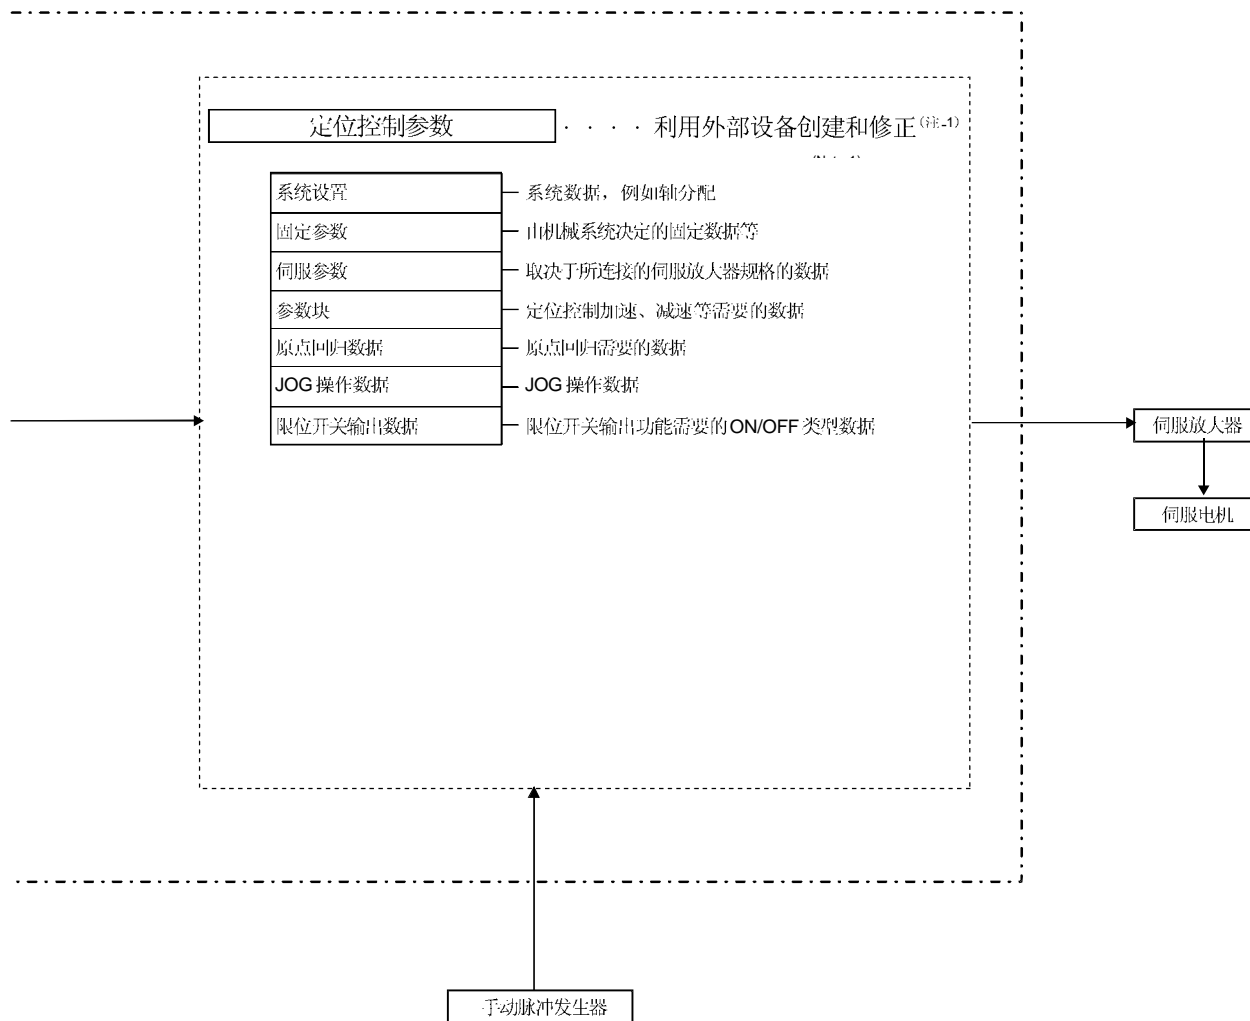 定位控制参数 · · · · 利用外部设备创建和修正(注-1)
系统设置 系统数据，例如轴分配
固定参数 由机械系统决定的固定数据等
伺服参数 取决于所连接的伺服放大器规格的数据
参数块 定位控制加速、减速等需要的数据
原点回归数据 原点回归需要的数据
JOG 操作数据 JOG 操作数据
限位开关输出数据 限位开关输出功能需要的 ON/OFF 类型数据
伺服放大器
伺服电机
手动脉冲发生器